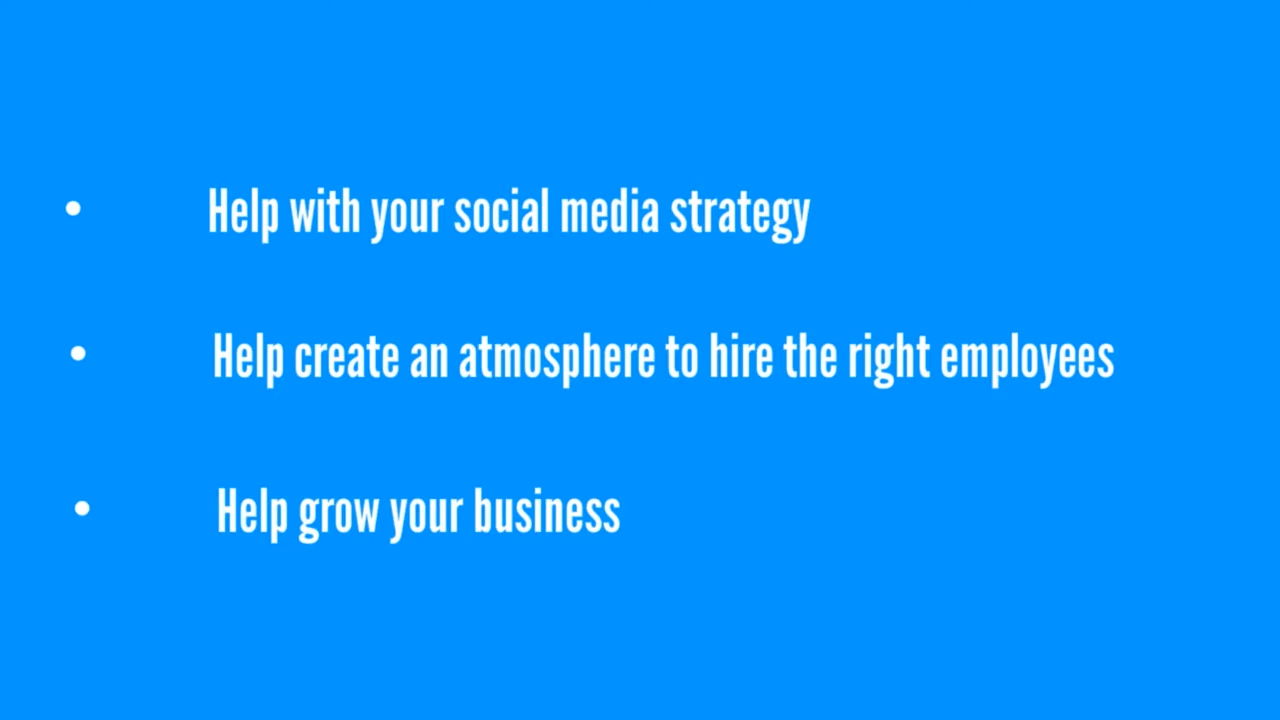 • Help with your social media strategy
• Help create an atmosphere to hire the right employees
• Help grow your business